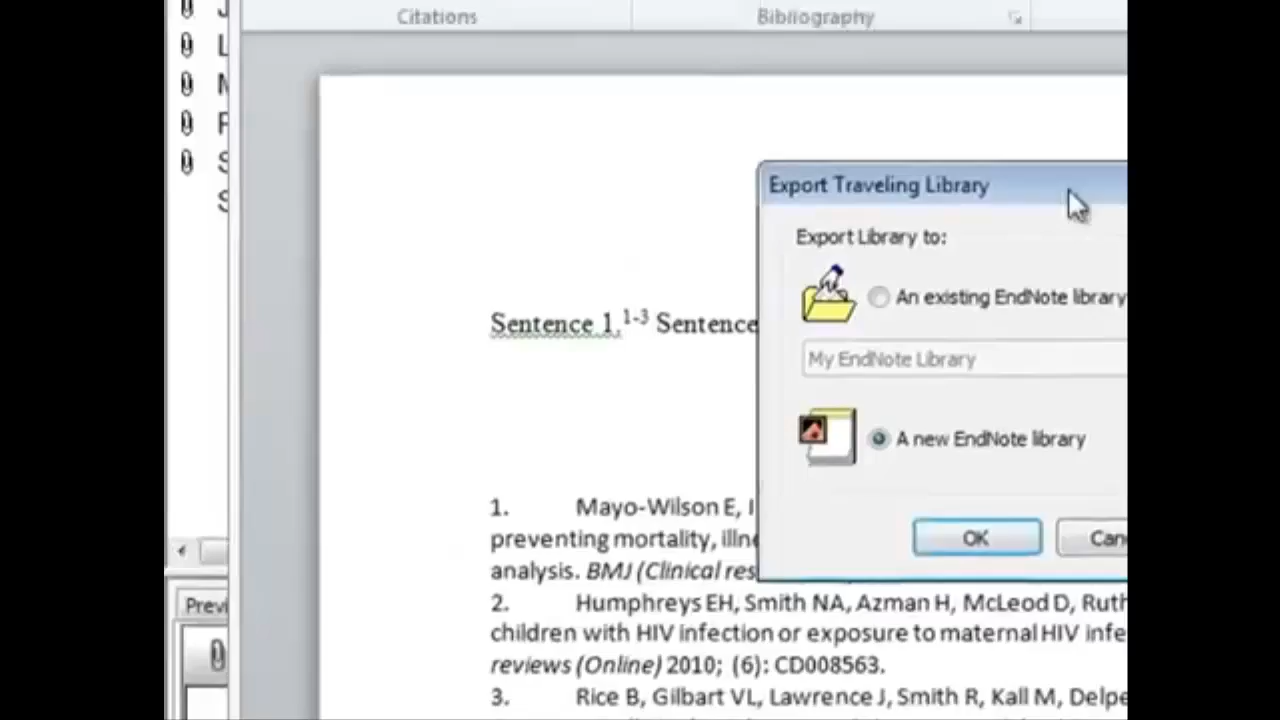 Citations
Bibliography
Export Traveling Library
Export Library to:
An existing EndNote library
Sentence 1.1-3 Sentence
My EndNote Library
A new EndNote library
1. Mayo-Wilson E, I
OK
preventing mortality,
analysis. BMJ (Clinical
2. Humphreys EH, Smith NA, Azman H, McLeod D,
Previ
children with HIV infection or exposure to maternal HIV
reviews (Online) 2010; (6): CD008563.
3. Rice B, Gilbart VL, Lawrence J, Smith R, Kall M,